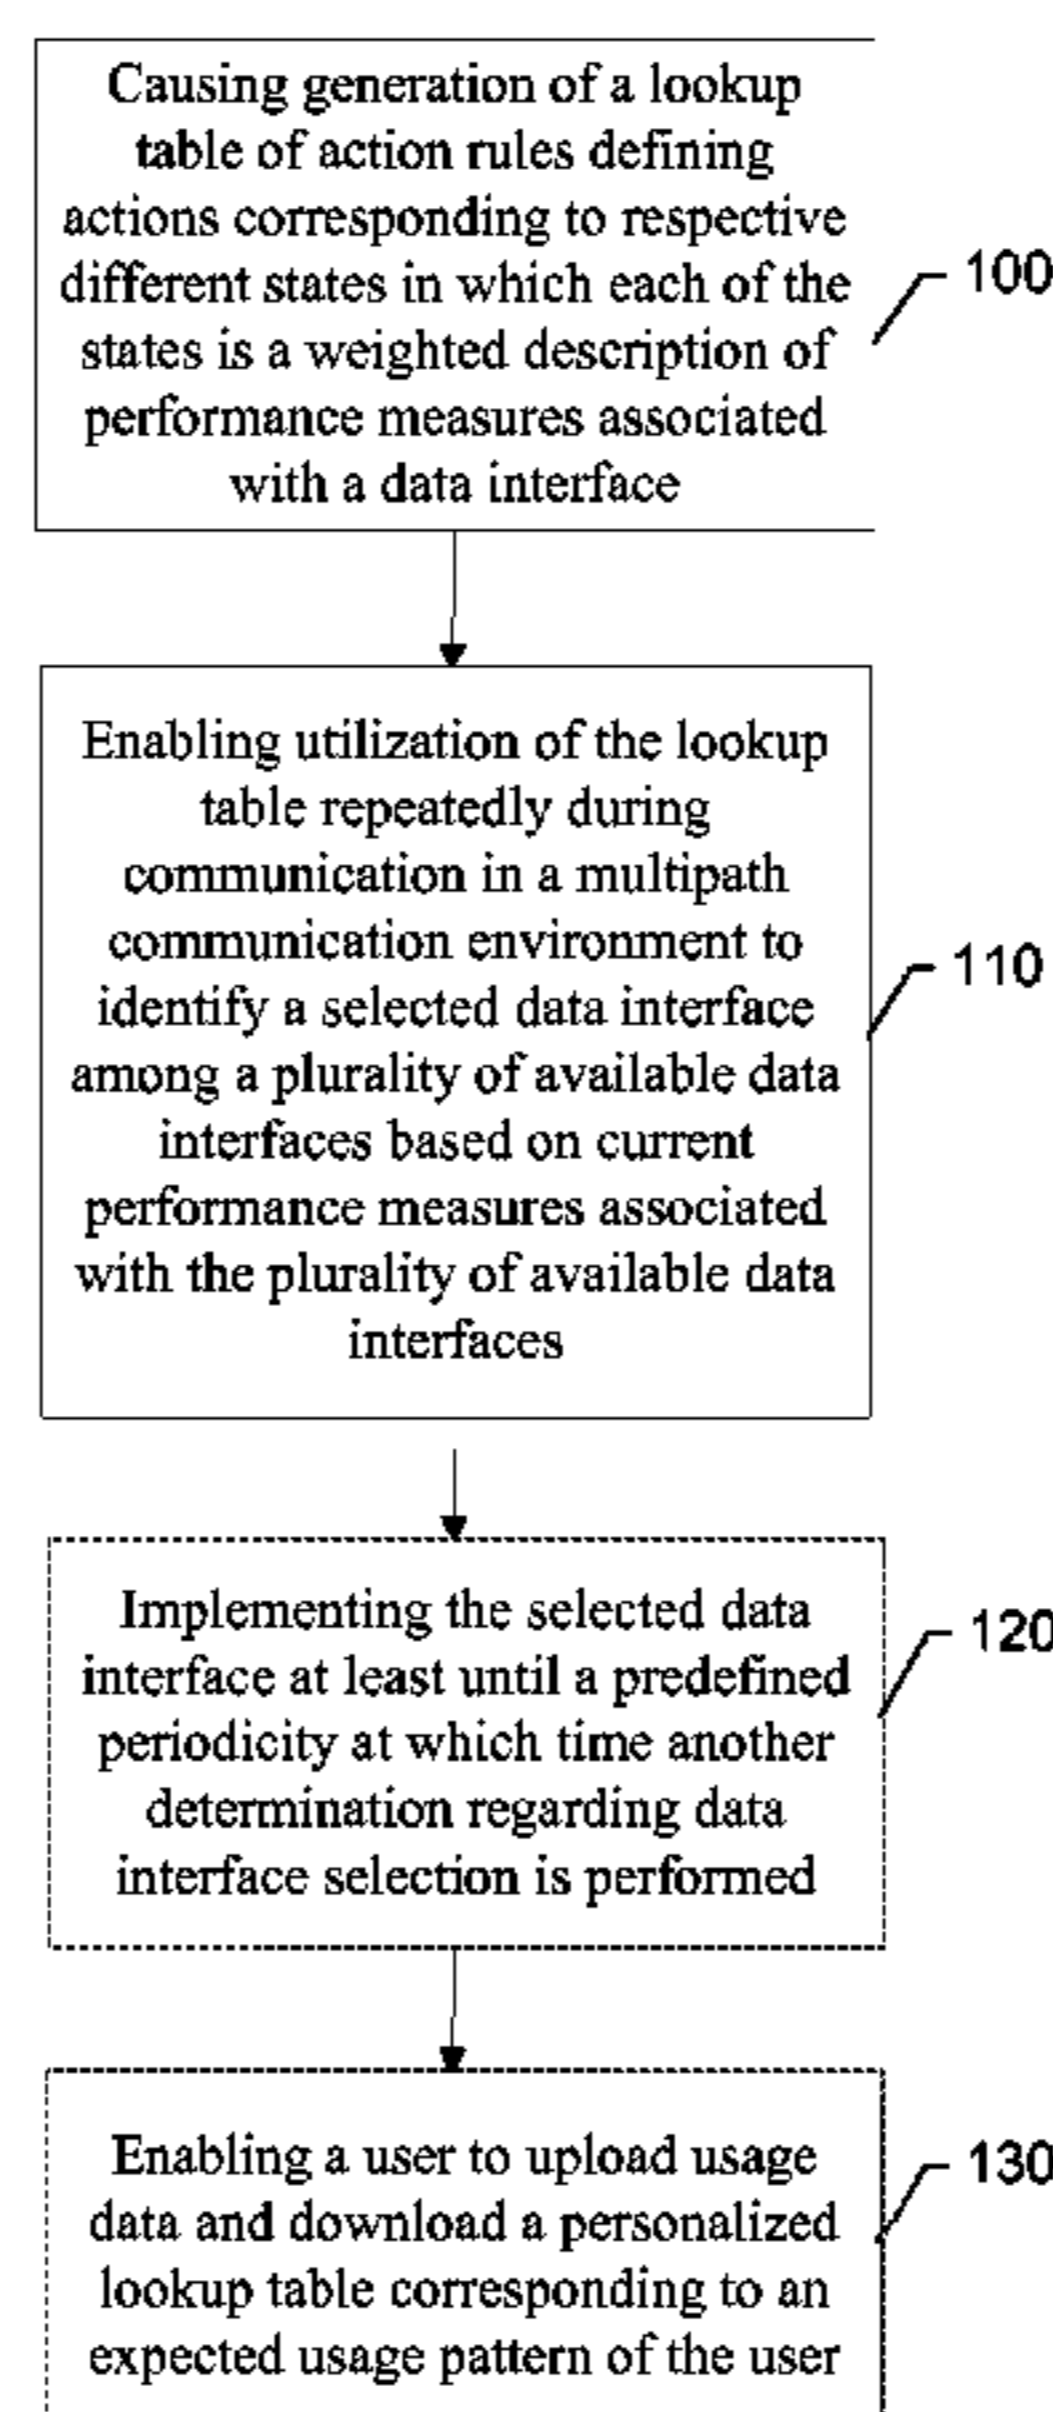 Causing generation of a lookup
table of action rules defining
actions corresponding to respective
different states in which each of the
states is a weighted description of
performance measures associated
with a data interface
100
Enabling utilization of the lookup
table repeatedly during
communication in a multipath
communication environment to
identify a selected data interface
among a plurality of available data
interfaces based on current
performance measures associated
with the plurality of available data
interfaces
110
Implementing the selected data
interface at least until a predefined
periodicity at which time another
determination regarding data
interface selection is performed
120
Enabling a user to upload usage
data and download a personalized
lookup table corresponding to an
expected usage pattern of the user
130